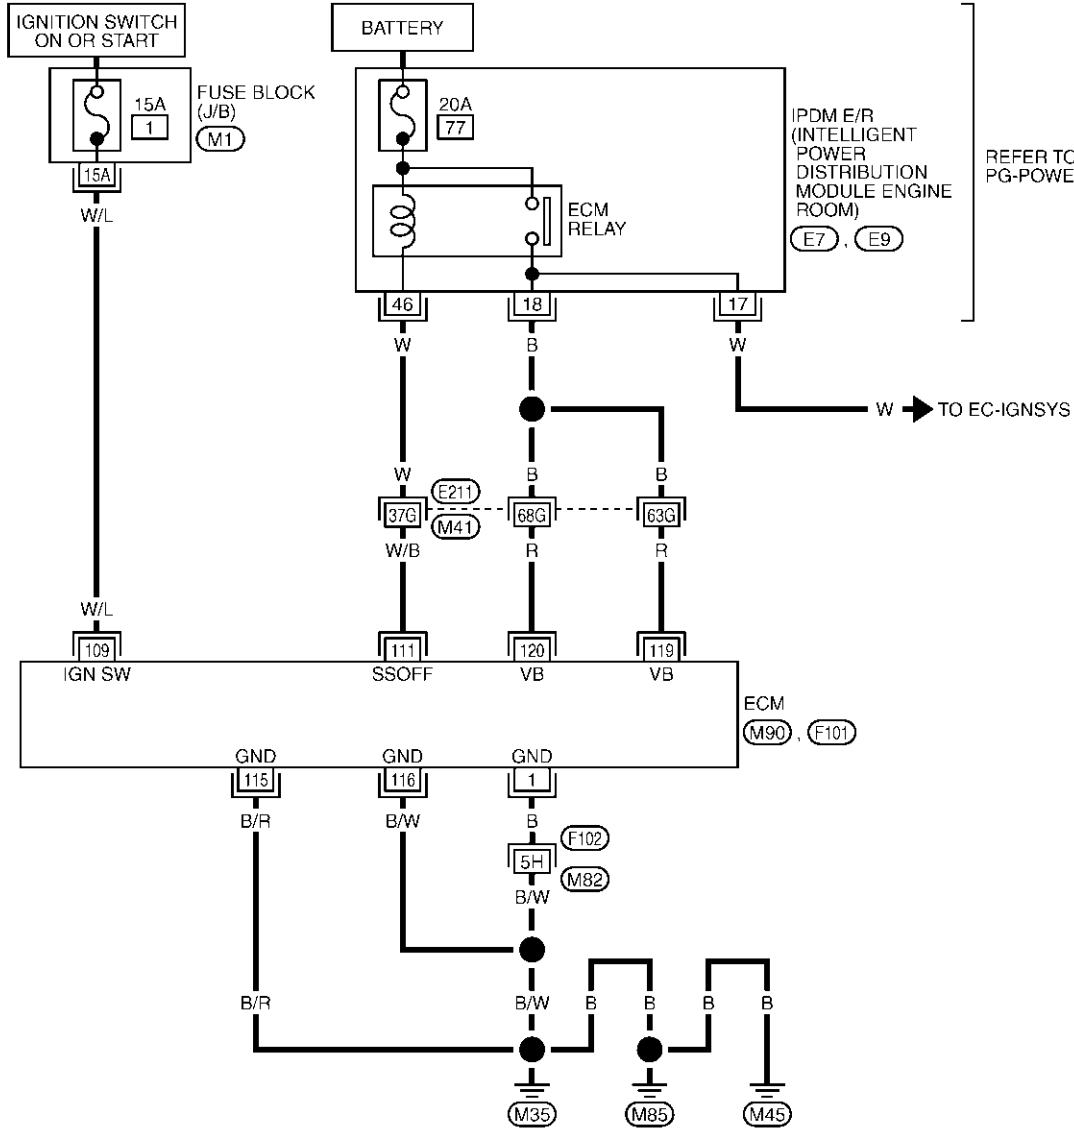 IGNITION SWITCH
ON OR START
BATTERY
15A
1
FUSE BLOCK
(J/B)
M1
15A
W/L
20A
77
IPDM E/R
(INTELLIGENT
POWER
DISTRIBUTION
MODULE ENGINE
ROOM)
E7 , E9
REFER TO
PG-POWE
ECM
RELAY
46
18
17
W
B
W
W
TO EC-IGNSYS
W
B
B
37G
E211
M41
68G
63G
W/B
R
R
W/L
109
111
120
119
IGN SW
SSOFF
VB
VB
ECM
M90 , F101
GND
GND
GND
115
116
1
B/R
B/W
B
F102
5H
M82
B/W
B/R
B/W
B
B
B
B
M35
M85
M45